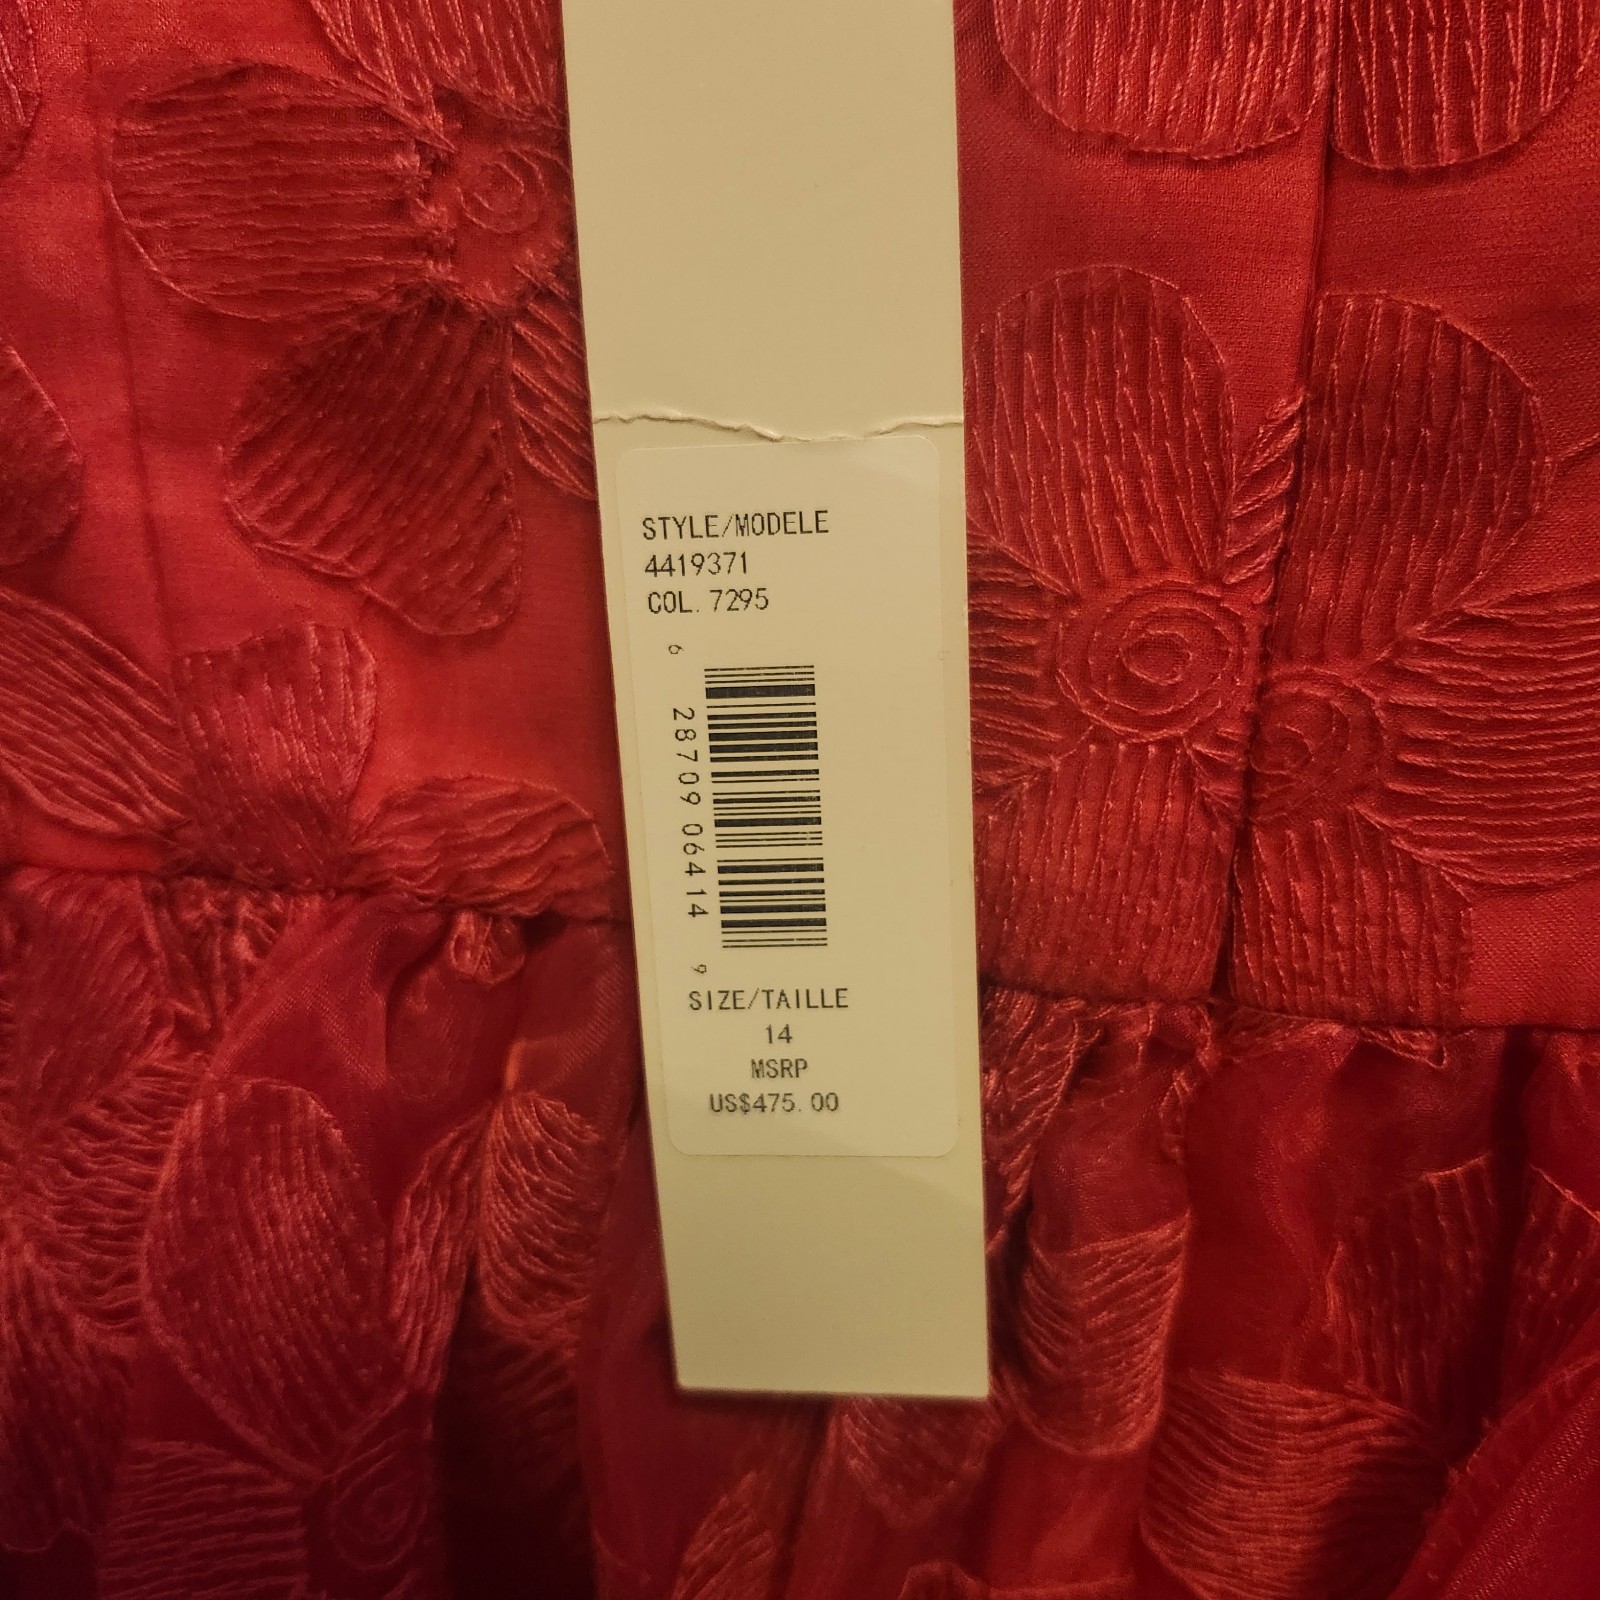 STYLE/MODELE
4419371
COL. 7295
6 28709 06414 9
SIZE/TAILLE
14
MSRP
US$475.00